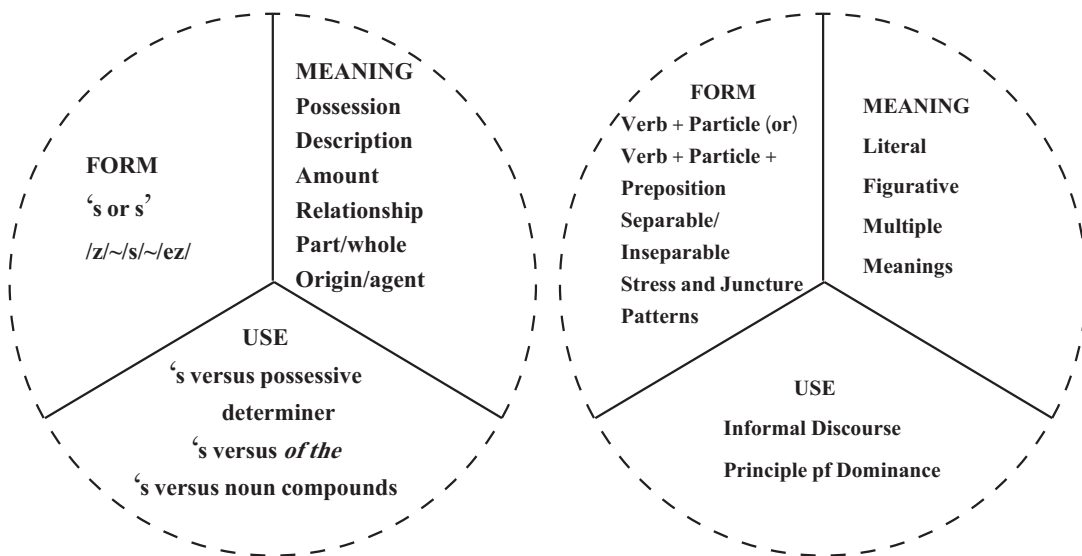 FORM
‘s or s’
/z/~/s/~/ez/
MEANING
Possession
Description
Amount
Relationship
Part/whole
Origin/agent
USE
‘s versus possessive
determiner
‘s versus of the
‘s versus noun compounds
FORM
Verb + Particle (or)
Verb + Particle +
Preposition
Separable/
Inseparable
Stress and Juncture
Patterns
MEANING
Literal
Figurative
Multiple
Meanings
USE
Informal Discourse
Principle pf Dominance